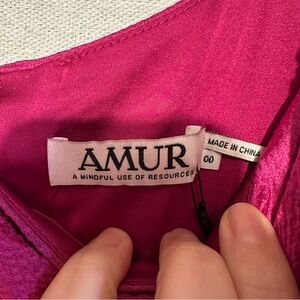 AMUR
A MINDFUL USE OF RESOURCES
00
MADE IN CHINA